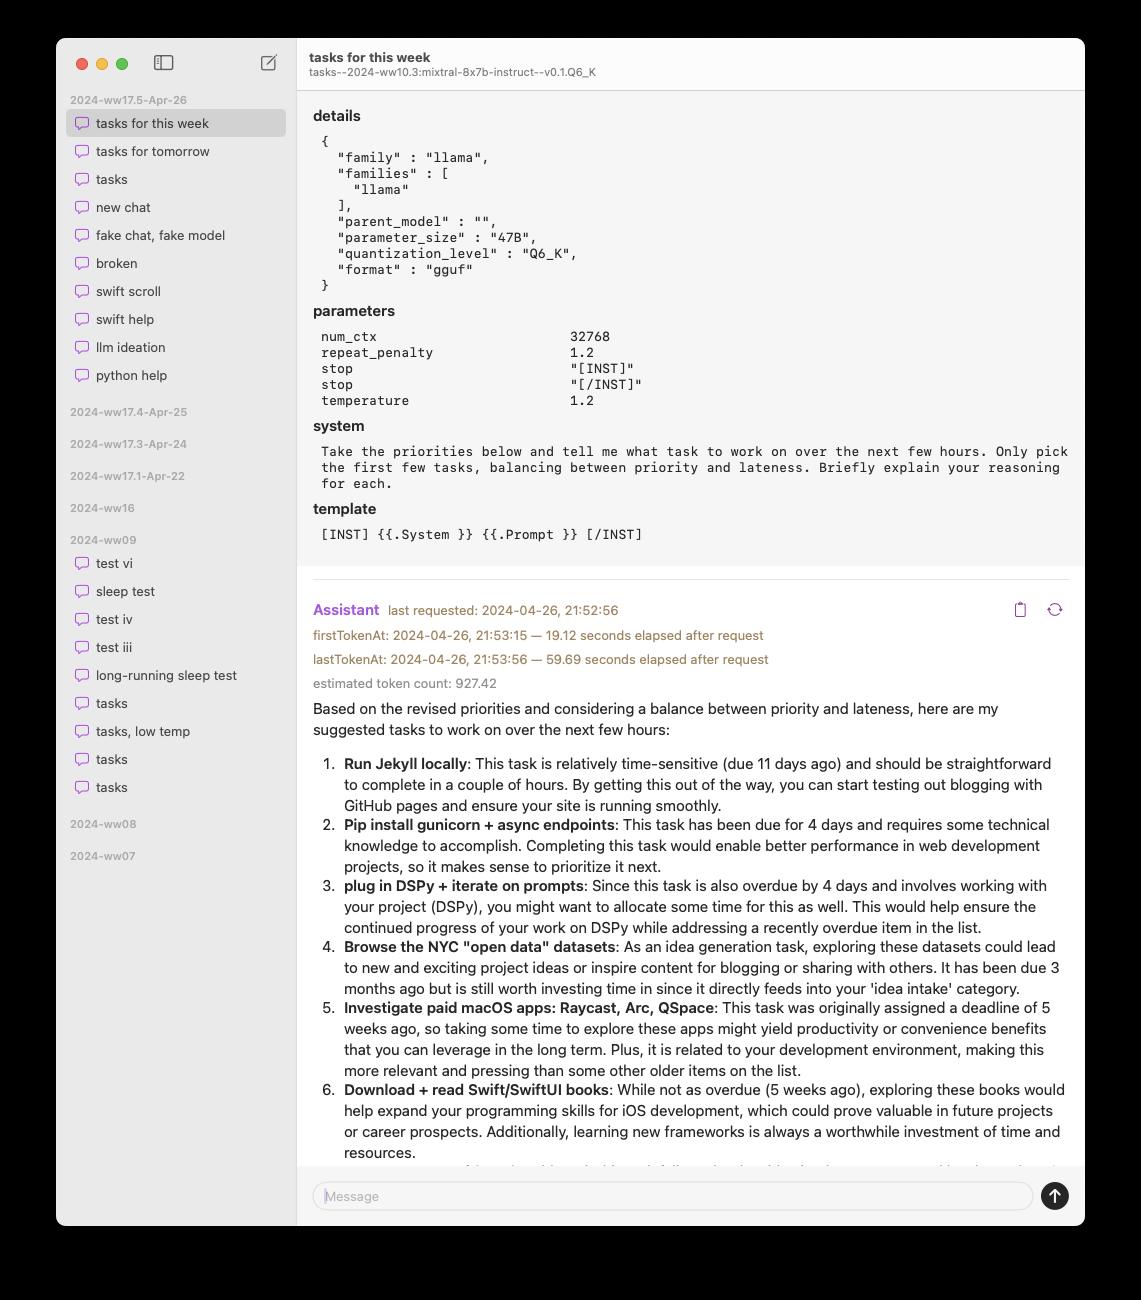 2024-ww17.5-Apr-26
tasks for this week
tasks for tomorrow
tasks
new chat
fake chat, fake model
broken
swift scroll
swift help
llm ideation
python help
2024-ww17.4-Apr-25
2024-ww17.3-Apr-24
2024-ww17.1-Apr-22
2024-ww16
2024-ww09
test vi
sleep test
test iv
test iii
long-running sleep test
tasks
tasks, low temp
tasks
tasks
2024-ww08
2024-ww07
tasks for this week
tasks--2024-ww10.3:mixtral-8x7b-instruct--v0.1.Q6_K
details
{
"family" : "llama",
"families" : [
"llama"
],
"parent_model" : "",
"parameter_size" : "47B",
"quantization_level" : "Q6_K",
"format" : "gguf"
}
parameters
num_ctx 32768
repeat_penalty 1.2
stop "[INST]"
stop "[/INST]"
temperature 1.2
system
Take the priorities below and tell me what task to work on over the next few hours. Only pick
the first few tasks, balancing between priority and lateness. Briefly explain your reasoning
for each.
template
[INST] {{.System }} {{.Prompt }} [/INST]
Assistant last requested: 2024-04-26, 21:52:56
firstTokenAt: 2024-04-26, 21:53:15 — 19.12 seconds elapsed after request
lastTokenAt: 2024-04-26, 21:53:56 — 59.69 seconds elapsed after request
estimated token count: 927.42
Based on the revised priorities and considering a balance between priority and lateness, here are my
suggested tasks to work on over the next few hours:
1. Run Jekyll locally: This task is relatively time-sensitive (due 11 days ago) and should be straightforward
to complete in a couple of hours. By getting this out of the way, you can start testing out blogging with
GitHub pages and ensure your site is running smoothly.
2. Pip install gunicorn + async endpoints: This task has been due for 4 days and requires some technical
knowledge to accomplish. Completing this task would enable better performance in web development
projects, so it makes sense to prioritize it next.
3. plug in DSPy + iterate on prompts: Since this task is also overdue by 4 days and involves working with
your project (DSPy), you might want to allocate some time for this as well. This would help ensure the
continued progress of your work on DSPy while addressing a recently overdue item in the list.
4. Browse the NYC "open data" datasets: As an idea generation task, exploring these datasets could lead
to new and exciting project ideas or inspire content for blogging or sharing with others. It has been due 3
months ago but is still worth investing time in since it directly feeds into your 'idea intake' category.
5. Investigate paid macOS apps: Raycast, Arc, QSpace: This task was originally assigned a deadline of 5
weeks ago, so taking some time to explore these apps might yield productivity or convenience benefits
that you can leverage in the long term. Plus, it is related to your development environment, making this
more relevant and pressing than some other older items on the list.
6. Download + read Swift/SwiftUI books: While not as overdue (5 weeks ago), exploring these books would
help expand your programming skills for iOS development, which could prove valuable in future projects
or career prospects. Additionally, learning new frameworks is always a worthwhile investment of time and
resources.
Message